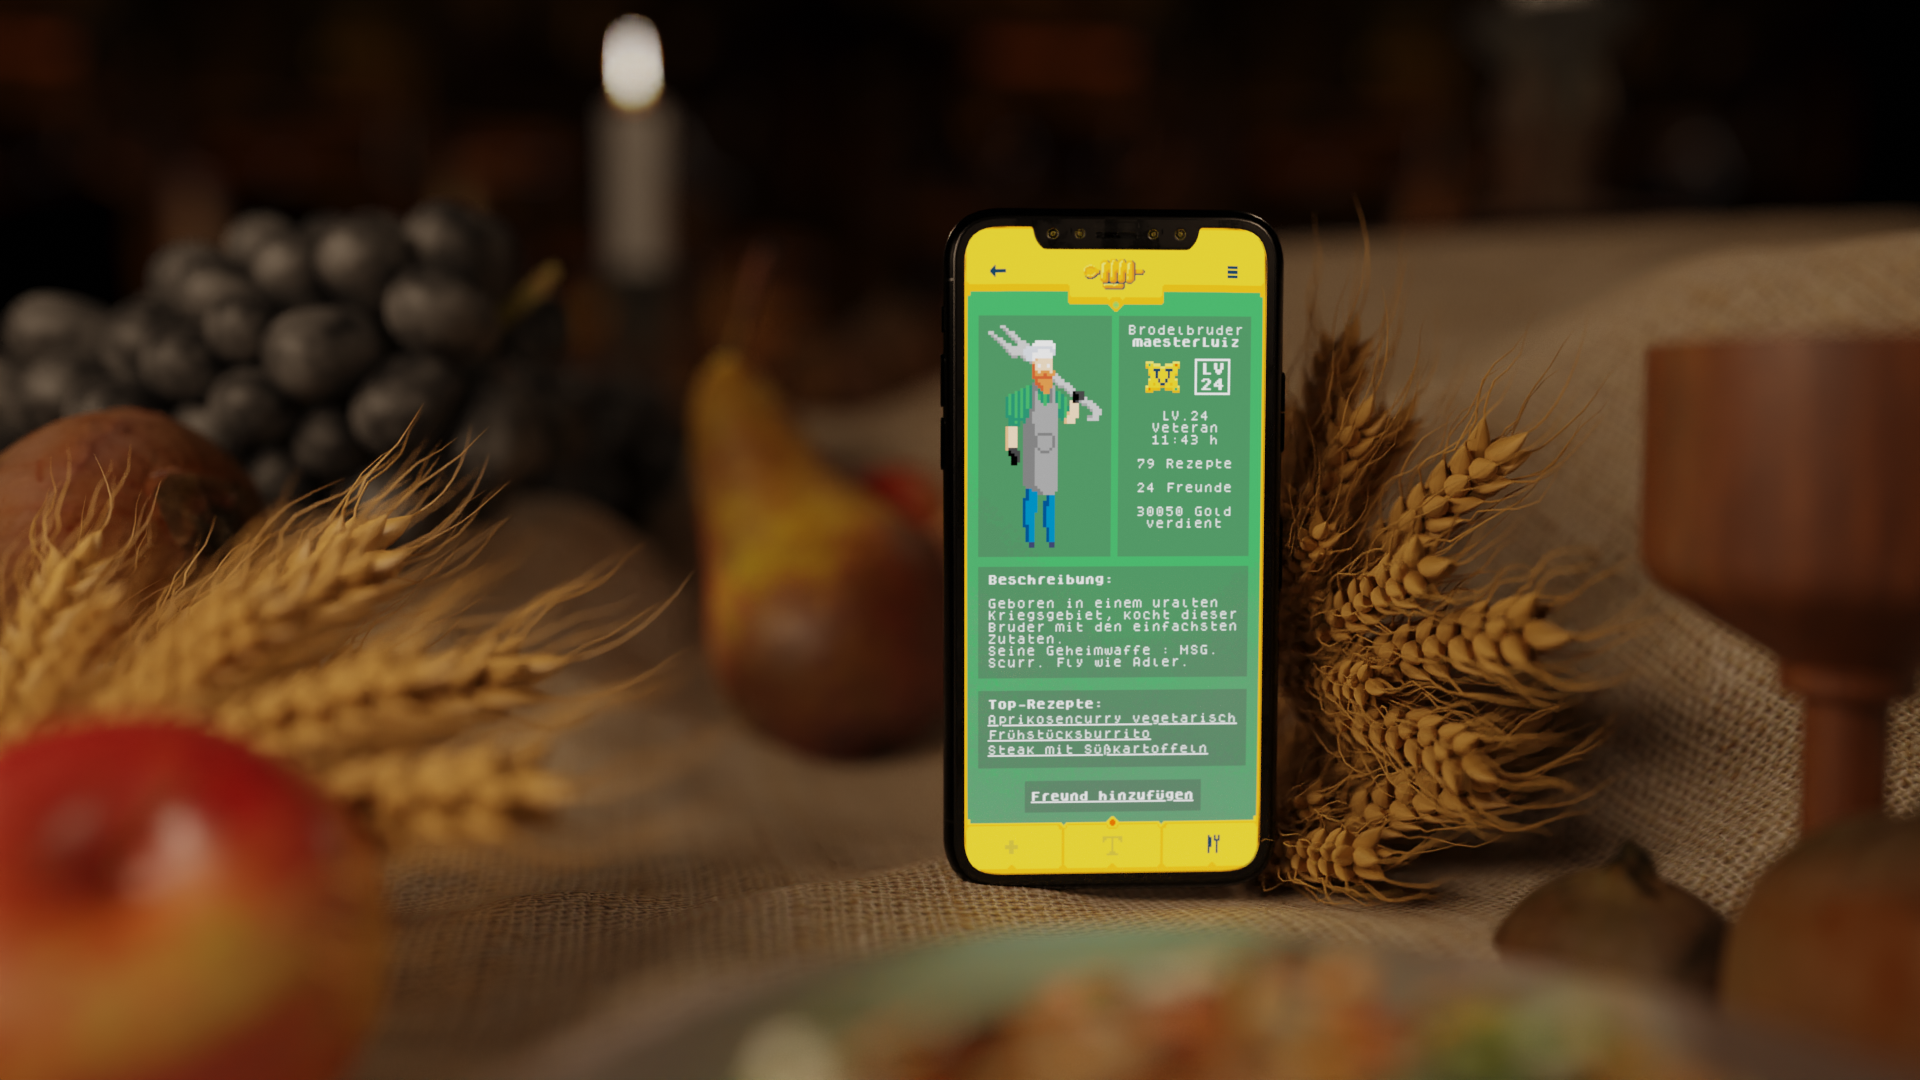 Brodelbruder
maesterLuiz
LV
24
LV.24
Veteran
11:43 h
79 Rezepte
24 Freunde
30050 Gold
verdient
Beschreibung:
Geboren in einem uralten
Kriegsgebiet, kocht dieser
Bruder mit den einfachsten
Zutaten.
Seine Geheimwaffe : MSG.
Scurr. Fly wie Adler.
Top-Rezepte:
Aprikosencurry vegetarisch
Frühstücksburrito
Steak mit Süßkartoffeln
Freund hinzufügen
T